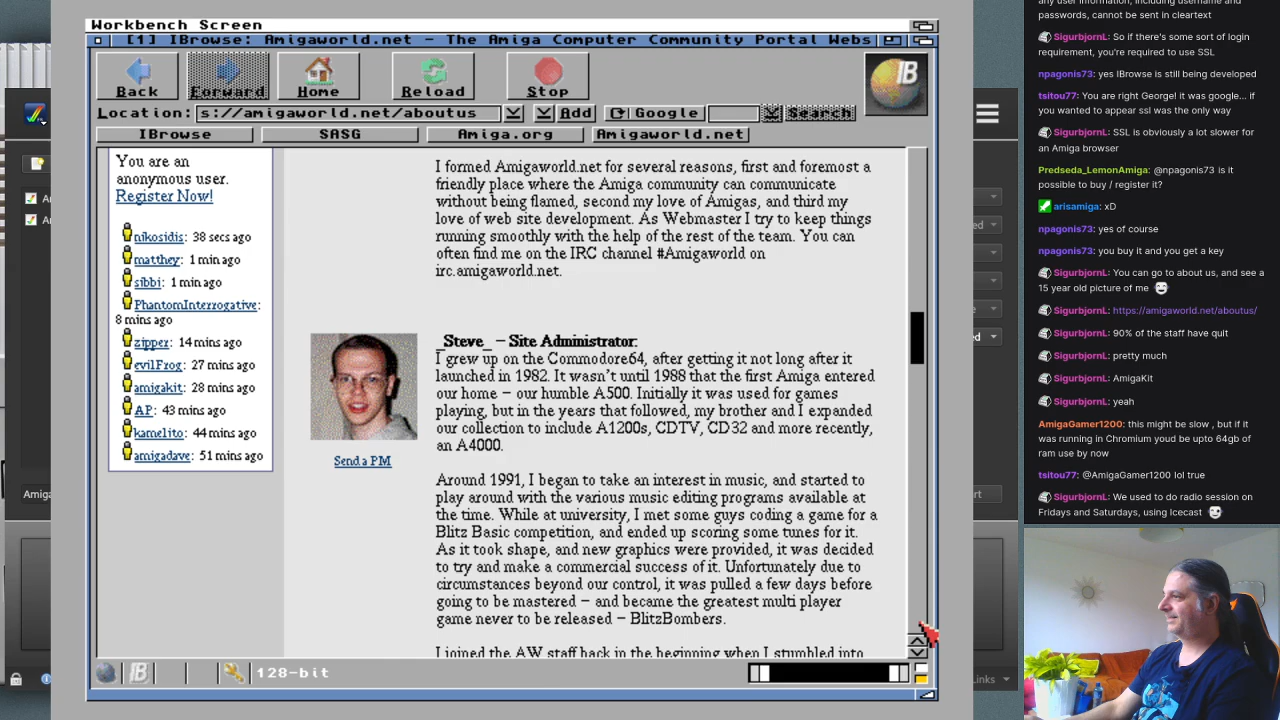 Workbench Screen
[1] IBrowse: Amigaworld.net - The Amiga Computer Community Portal Webs
Back
Forward
Home
Reload
Stop
IB
Location: s://amigaworld.net/aboutus
Add
Google
Search
IBrowse
SASG
Amiga.org
Amigaworld.net
You are an
anonymous user.
Register Now!
nikosidis: 38 secs ago
matthey: 1 min ago
sibbi: 1 min ago
PhantomInterrogative:
8 mins ago
zipper: 14 mins ago
evilFrog: 27 mins ago
amigakit: 28 mins ago
AP: 43 mins ago
kamelito: 44 mins ago
amigadave: 51 mins ago
I formed Amigaworld.net for several reasons, first and foremost a
friendly place where the Amiga community can communicate
without being flamed, second my love of Amigas, and third my
love of web site development. As Webmaster I try to keep things
running smoothly with the help of the rest of the team. You can
often find me on the IRC channel #Amigaworld on
irc.amigaworld.net.
_Steve_ – Site Administrator:
I grew up on the Commodore64, after getting it not long after it
launched in 1982. It wasn't until 1988 that the first Amiga entered
our home – our humble A500. Initially it was used for games
playing, but in the years that followed, my brother and I expanded
our collection to include A1200s, CDTV, CD32 and more recently,
an A4000.
Send a PM
Around 1991, I began to take an interest in music, and started to
play around with the various music editing programs available at
the time. While at university, I met some guys coding a game for a
Blitz Basic competition, and ended up scoring some tunes for it.
As it took shape, and new graphics were provided, it was decided
to try and make a commercial success of it. Unfortunately due to
circumstances beyond our control, it was pulled a few days before
going to be mastered – and became the greatest multi player
game never to be released – BlitzBombers.
I joined the AW staff back in the beginning when I stumbled into
IB
128-bit
Amiga
Links
any user information, including username and
passwords, cannot be sent in cleartext
SigurbjornL: So if there's some sort of login
requirement, you're required to use SSL
npagonis73: yes IBrowse is still being developed
tsitou77: You are right George! it was google... if
you wanted to appear ssl was the only way
SigurbjornL: SSL is obviously a lot slower for
an Amiga browser
Predseda_LemonAmiga: @npagonis73 is it
possible to buy / register it?
arisamiga: xD
npagonis73: yes of course
npagonis73: you buy it and you get a key
SigurbjornL: You can go to about us, and see a
15 year old picture of me
SigurbjornL: https://amigaworld.net/aboutus/
SigurbjornL: 90% of the staff have quit
SigurbjornL: pretty much
SigurbjornL: AmigaKit
SigurbjornL: yeah
AmigaGamer1200: this might be slow , but if it
was running in Chromium youd be upto 64gb of
ram use by now
tsitou77: @AmigaGamer1200 lol true
SigurbjornL: We used to do radio session on
Fridays and Saturdays, using Icecast